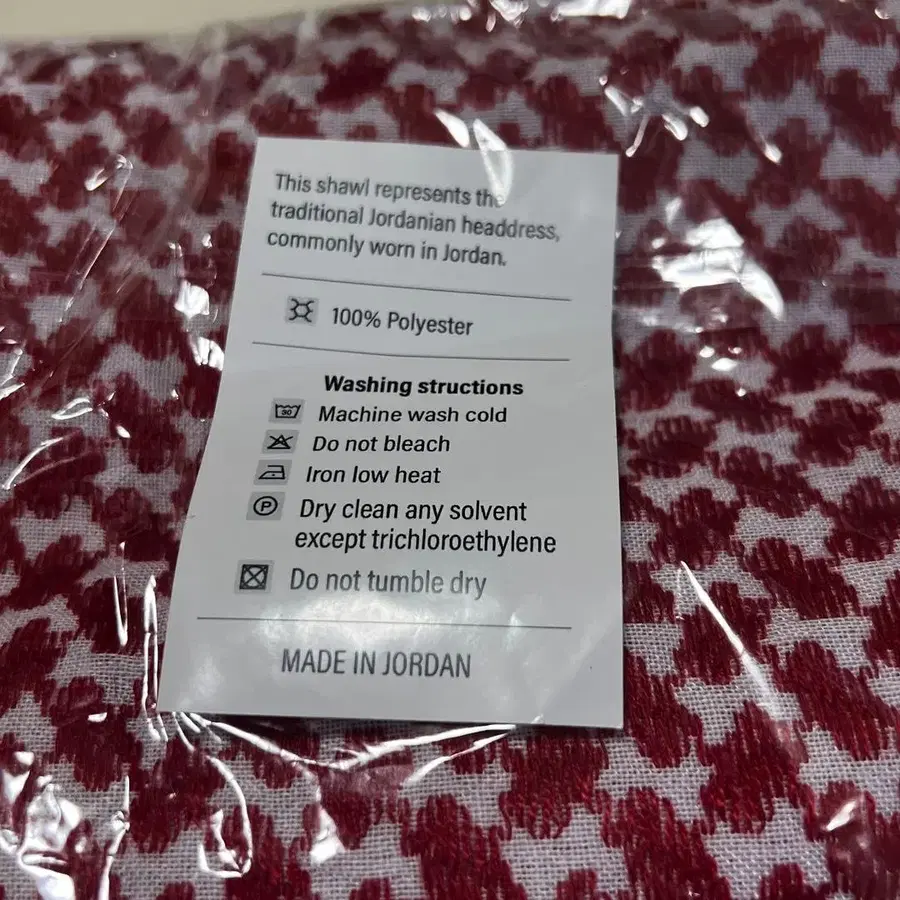 This shawl represents the
traditional Jordanian headdress,
commonly worn in Jordan.
100% Polyester
Washing structions
30
Machine wash cold
Do not bleach
Iron low heat
P
Dry clean any solvent
except trichloroethylene
Do not tumble dry
MADE IN JORDAN